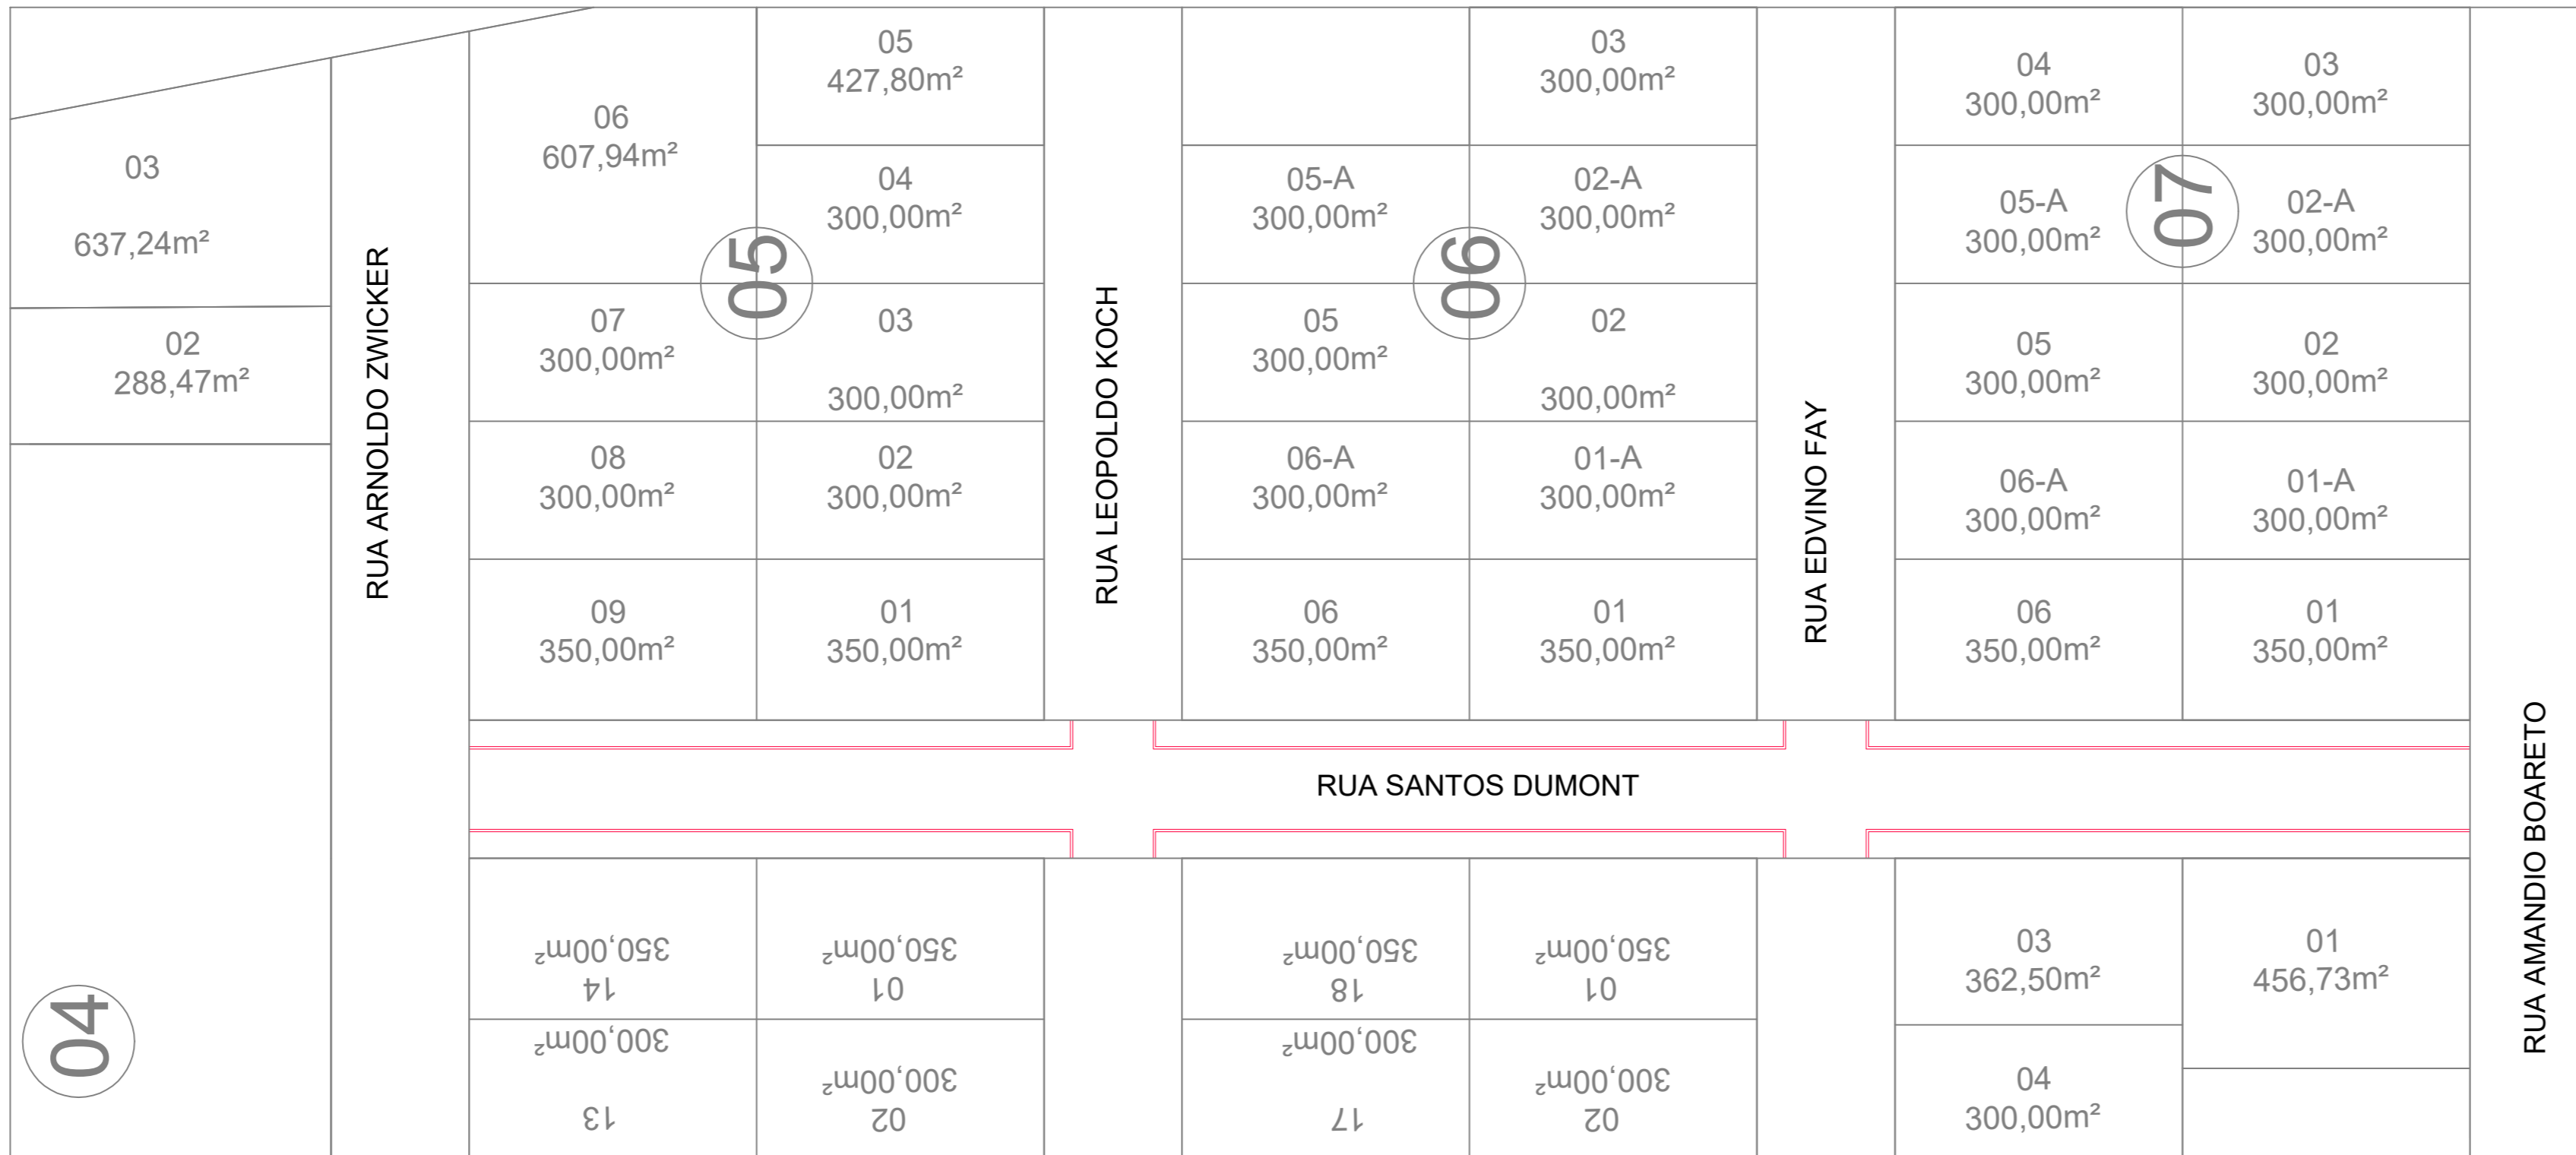 03
637,24m²
02
288,47m²
04
RUA ARNOLDO ZWICKER
06
607,94m²
05
427,80m²
04
300,00m²
05
07
300,00m²
03
300,00m²
08
300,00m²
02
300,00m²
09
350,00m²
01
350,00m²
RUA LEOPOLDO KOCH
03
300,00m²
05-A
300,00m²
02-A
300,00m²
06
05
300,00m²
02
300,00m²
06-A
300,00m²
01-A
300,00m²
06
350,00m²
01
350,00m²
RUA EDVINO FAY
04
300,00m²
03
300,00m²
05-A
300,00m²
07
02-A
300,00m²
05
300,00m²
02
300,00m²
06-A
300,00m²
01-A
300,00m²
06
350,00m²
01
350,00m²
RUA AMANDIO BOARETO
RUA SANTOS DUMONT
14
350,00m²
01
350,00m²
13
300,00m²
02
300,00m²
18
350,00m²
01
350,00m²
17
300,00m²
02
300,00m²
03
362,50m²
01
456,73m²
04
300,00m²